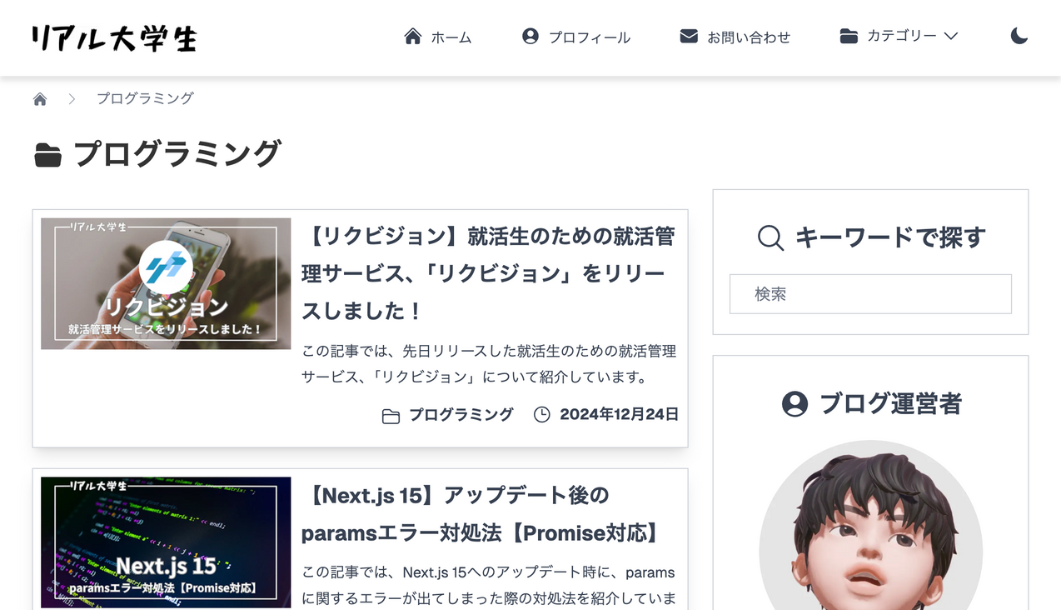 リアル大学生
ホーム
プロフィール
お問い合わせ
カテゴリー
プログラミング
プログラミング
リアル大学生
リクビジョン
就活管理サービスをリリースしました！
【リクビジョン】就活生のための就活管
理サービス、「リクビジョン」をリリー
スしました！
この記事では、先日リリースした就活生のための就活管理
サービス、「リクビジョン」について紹介しています。
プログラミング
2024年12月24日
リアル大学生
Next.js 15
paramsエラー対処法【Promise対応】
【Next.js 15】アップデート後の
paramsエラー対処法【Promise対応】
この記事では、Next.js 15へのアップデート時に、params
に関するエラーが出てしまった際の対処法を紹介していま
キーワードで探す
検索
ブログ運営者